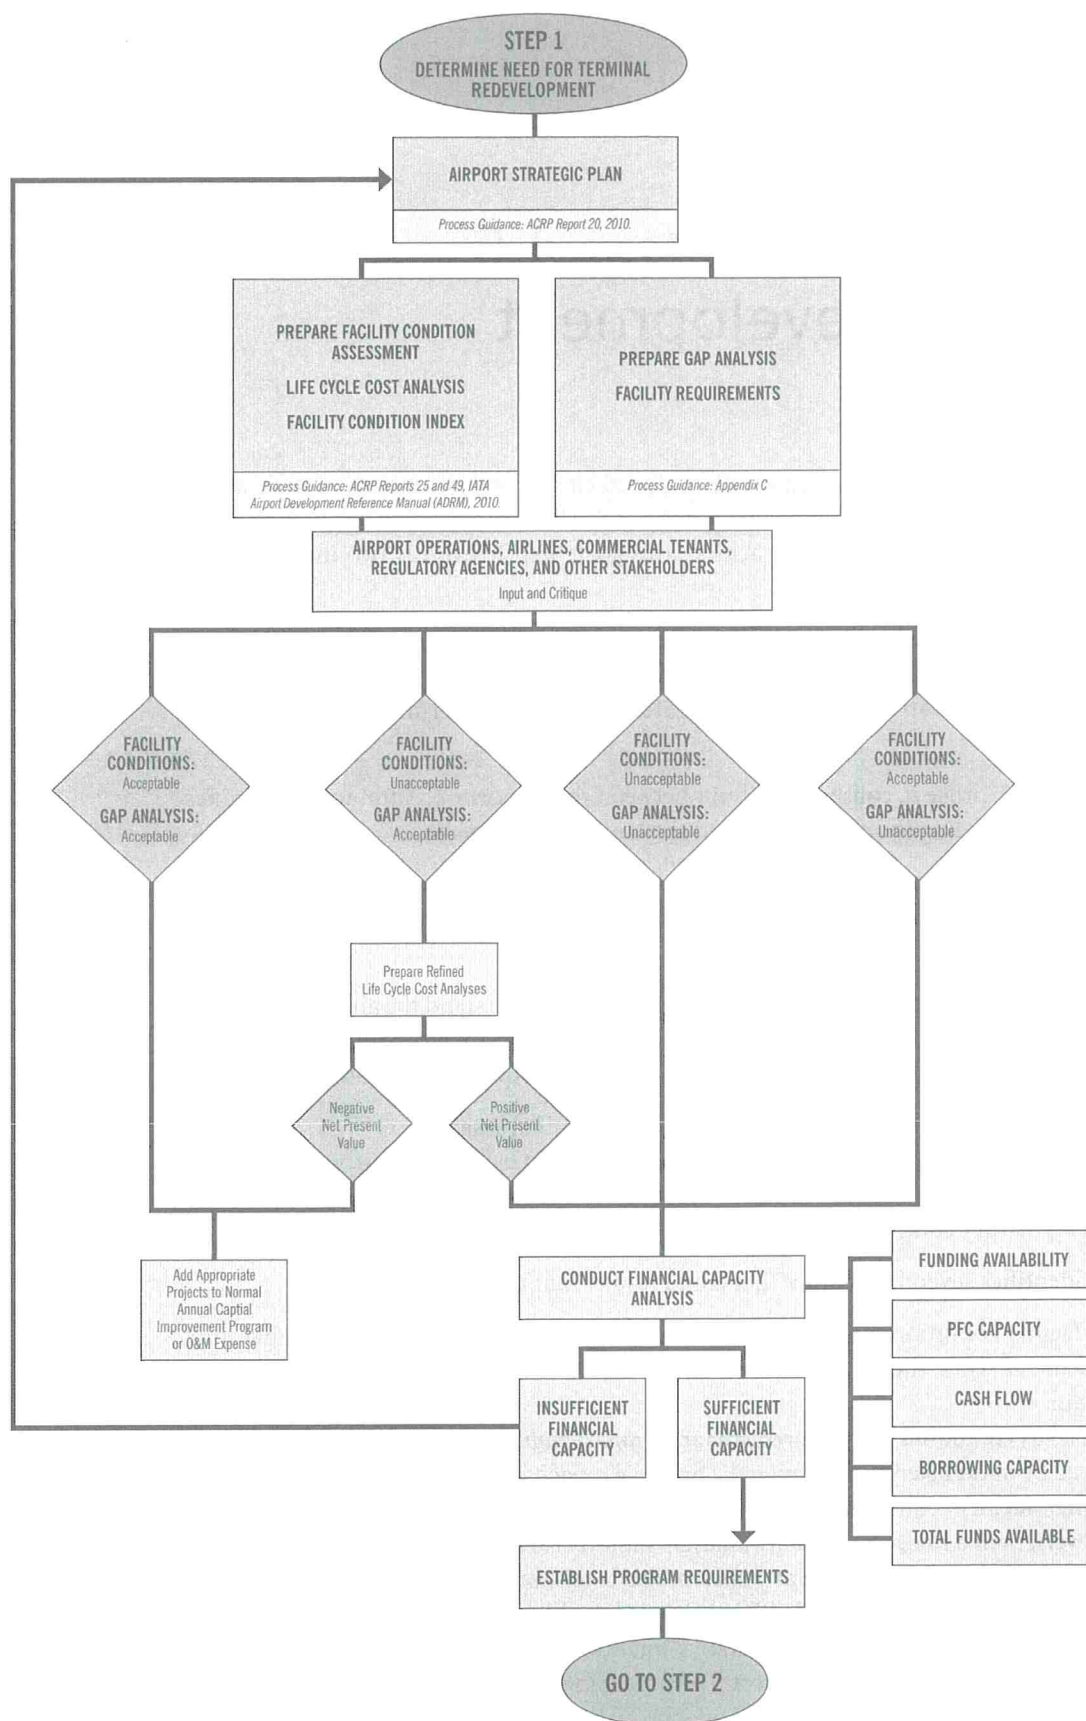 STEP 1
DETERMINE NEED FOR TERMINAL
REDEVELOPMENT
AIRPORT STRATEGIC PLAN
Process Guidance: ACRP Report 20, 2010.
PREPARE FACILITY CONDITION
ASSESSMENT
LIFE CYCLE COST ANALYSIS
FACILITY CONDITION INDEX
Process Guidance: ACRP Reports 25 and 49, IATA
Airport Development Reference Manual (ADRM), 2010.
PREPARE GAP ANALYSIS
FACILITY REQUIREMENTS
Process Guidance: Appendix C
AIRPORT OPERATIONS, AIRLINES, COMMERCIAL TENANTS,
REGULATORY AGENCIES, AND OTHER STAKEHOLDERS
Input and Critique
FACILITY
CONDITIONS:
Acceptable
GAP ANALYSIS:
Acceptable
FACILITY
CONDITIONS:
Unacceptable
GAP ANALYSIS:
Acceptable
FACILITY
CONDITIONS:
Unacceptable
GAP ANALYSIS:
Unacceptable
FACILITY
CONDITIONS:
Acceptable
GAP ANALYSIS:
Unacceptable
Prepare Refined
Life Cycle Cost Analyses
Negative
Net Present
Value
Positive
Net Present
Value
Add Appropriate
Projects to Normal
Annual Captial
Improvement Program
or O&M Expense
CONDUCT FINANCIAL CAPACITY
ANALYSIS
FUNDING AVAILABILITY
PFC CAPACITY
CASH FLOW
BORROWING CAPACITY
TOTAL FUNDS AVAILABLE
INSUFFICIENT
FINANCIAL
CAPACITY
SUFFICIENT
FINANCIAL
CAPACITY
ESTABLISH PROGRAM REQUIREMENTS
GO TO STEP 2